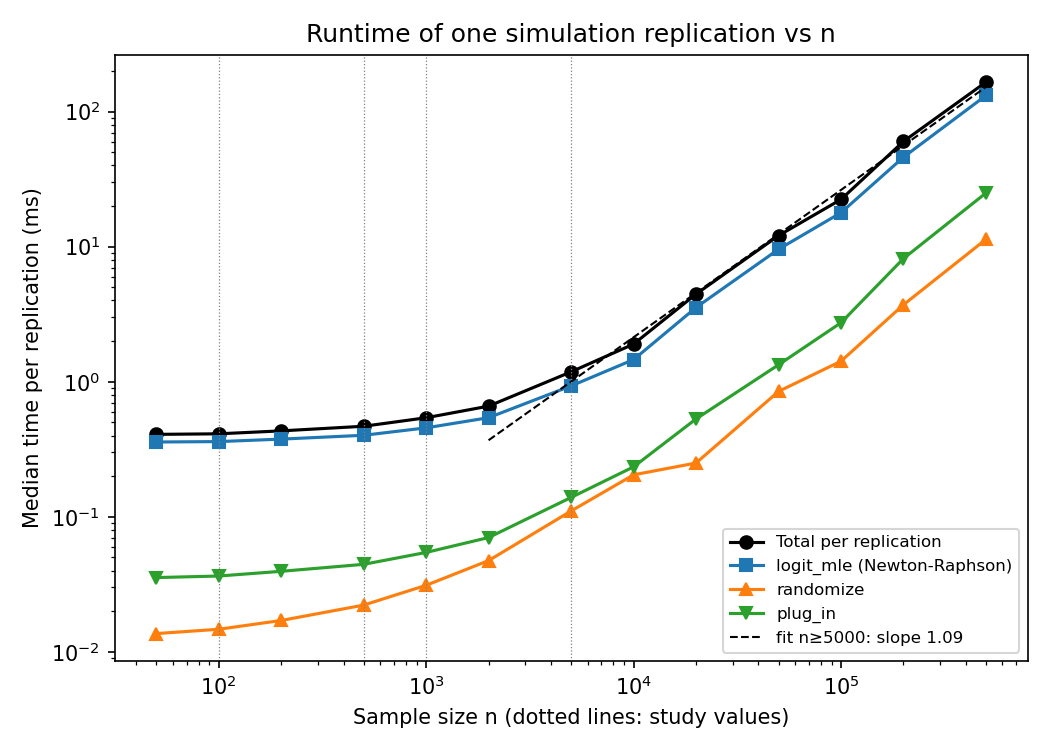 Runtime of one simulation replication vs n
Median time per replication (ms)
10²
10¹
10⁰
10⁻¹
10⁻²
10²
10³
10⁴
10⁵
Sample size n (dotted lines: study values)
Total per replication
logit_mle (Newton-Raphson)
randomize
plug_in
fit n≥5000: slope 1.09